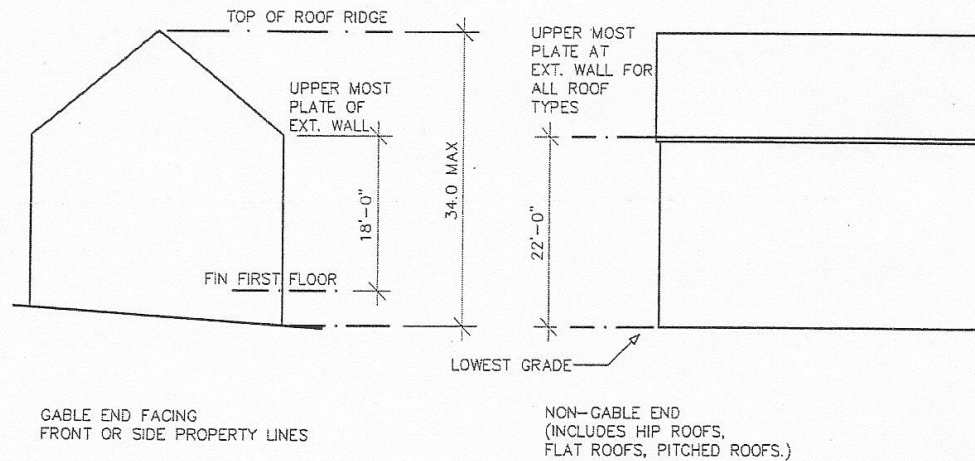 TOP OF ROOF RIDGE
UPPER MOST
PLATE OF
EXT. WALL
18'-0"
34.0 MAX
FIN FIRST FLOOR
UPPER MOST
PLATE AT
EXT. WALL FOR
ALL ROOF
TYPES
22'-0"
LOWEST GRADE
GABLE END FACING
FRONT OR SIDE PROPERTY LINES
NON-GABLE END
(INCLUDES HIP ROOFS,
FLAT ROOFS, PITCHED ROOFS.)